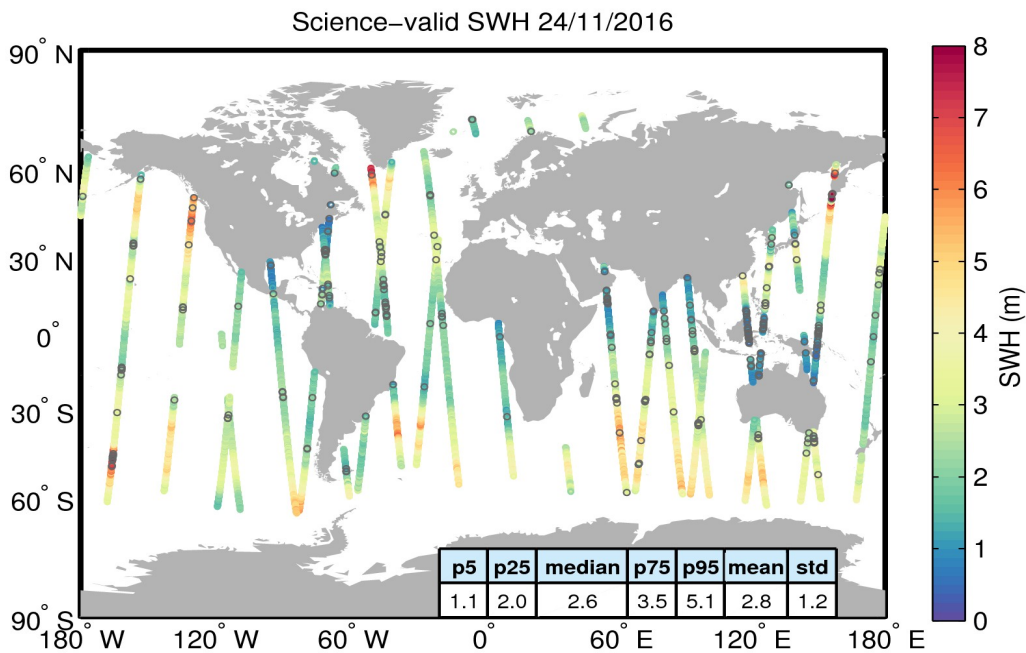 Science−valid SWH 24/11/2016
90° N
60° N
30° N
0°
30° S
60° S
90° S
180° W
120° W
60° W
0°
60° E
120° E
180° E
p5 p25 median p75 p95 mean std
1.1 2.0 2.6 3.5 5.1 2.8 1.2
8
7
6
5
4
3
2
1
0
SWH (m)